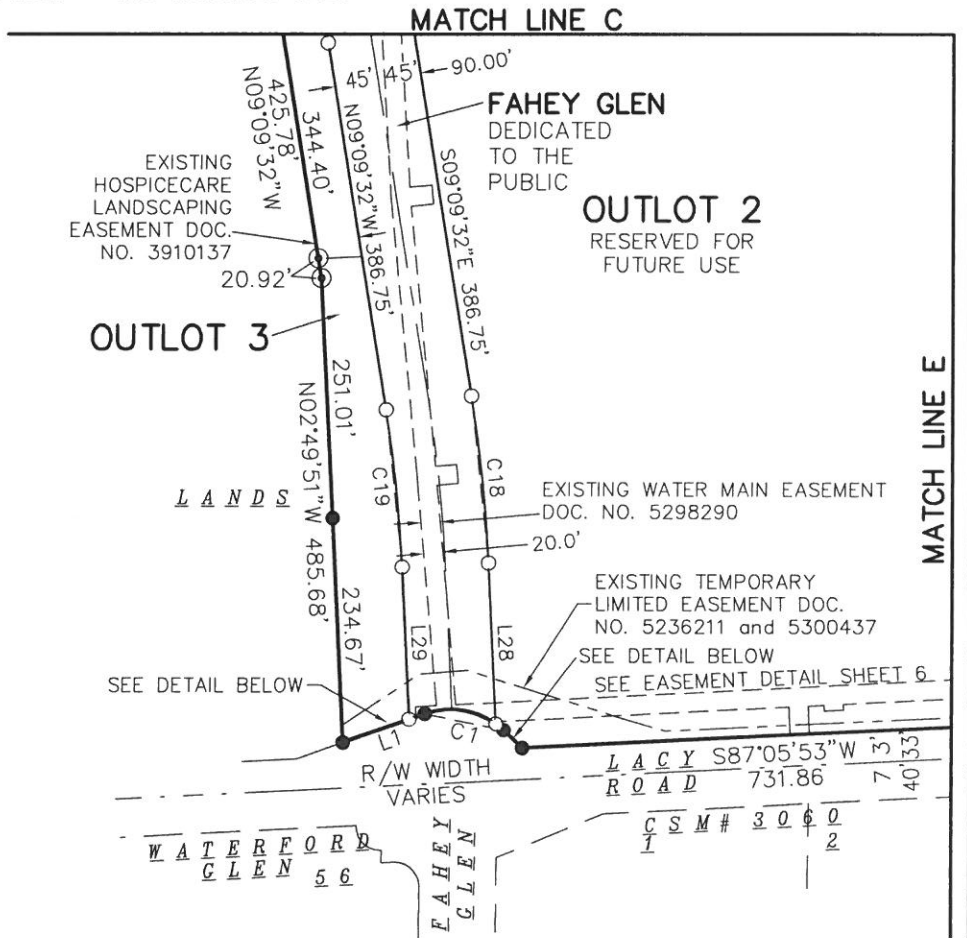 MATCH LINE C
45' 45'
90.00'
FAHEY GLEN
DEDICATED
TO THE
PUBLIC
425.78'
N09°09'32"W
344.40'
N09°09'32"W 386.75'
S09°09'32"E 386.75'
OUTLOT 2
RESERVED FOR
FUTURE USE
EXISTING
HOSPICECARE
LANDSCAPING
EASEMENT DOC.
NO. 3910137
20.92'
OUTLOT 3
251.01'
N02°49'51"W 485.68'
234.67'
LANDS
C19
C18
MATCH LINE E
EXISTING WATER MAIN EASEMENT
DOC. NO. 5298290
20.0'
EXISTING TEMPORARY
LIMITED EASEMENT DOC.
NO. 5236211 and 5300437
L29
L28
SEE DETAIL BELOW
SEE DETAIL BELOW
SEE EASEMENT DETAIL SHEET 6
L1
C7
R/W WIDTH
VARIES
LACY
ROAD
S87°05'53"W
731.86
7 '3'
40'33'
WATERFORD
GLEN 56
FAHEY
GLEN
CSM# 3060
1
2